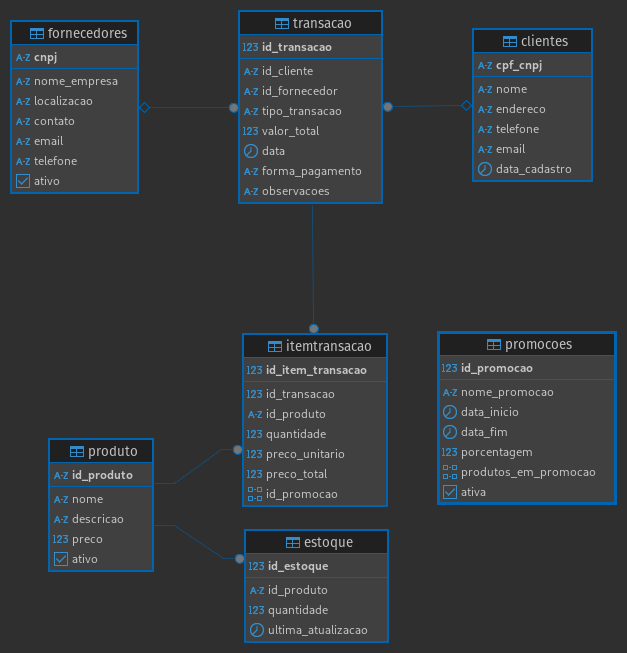 fornecedores
A-Z cnpj
A-Z nome_empresa
A-Z localizacao
A-Z contato
A-Z email
A-Z telefone
ativo
transacao
123 id_transacao
A-Z id_cliente
A-Z id_fornecedor
A-Z tipo_transacao
123 valor_total
data
A-Z forma_pagamento
A-Z observacoes
clientes
A-Z cpf_cnpj
A-Z nome
A-Z endereco
A-Z telefone
A-Z email
data_cadastro
itemtransacao
123 id_item_transacao
123 id_transacao
A-Z id_produto
123 quantidade
123 preco_unitario
123 preco_total
id_promocao
promocoes
123 id_promocao
A-Z nome_promocao
data_inicio
data_fim
123 porcentagem
produtos_em_promocao
ativa
produto
A-Z id_produto
A-Z nome
A-Z descricao
123 preco
ativo
estoque
123 id_estoque
A-Z id_produto
123 quantidade
ultima_atualizacao